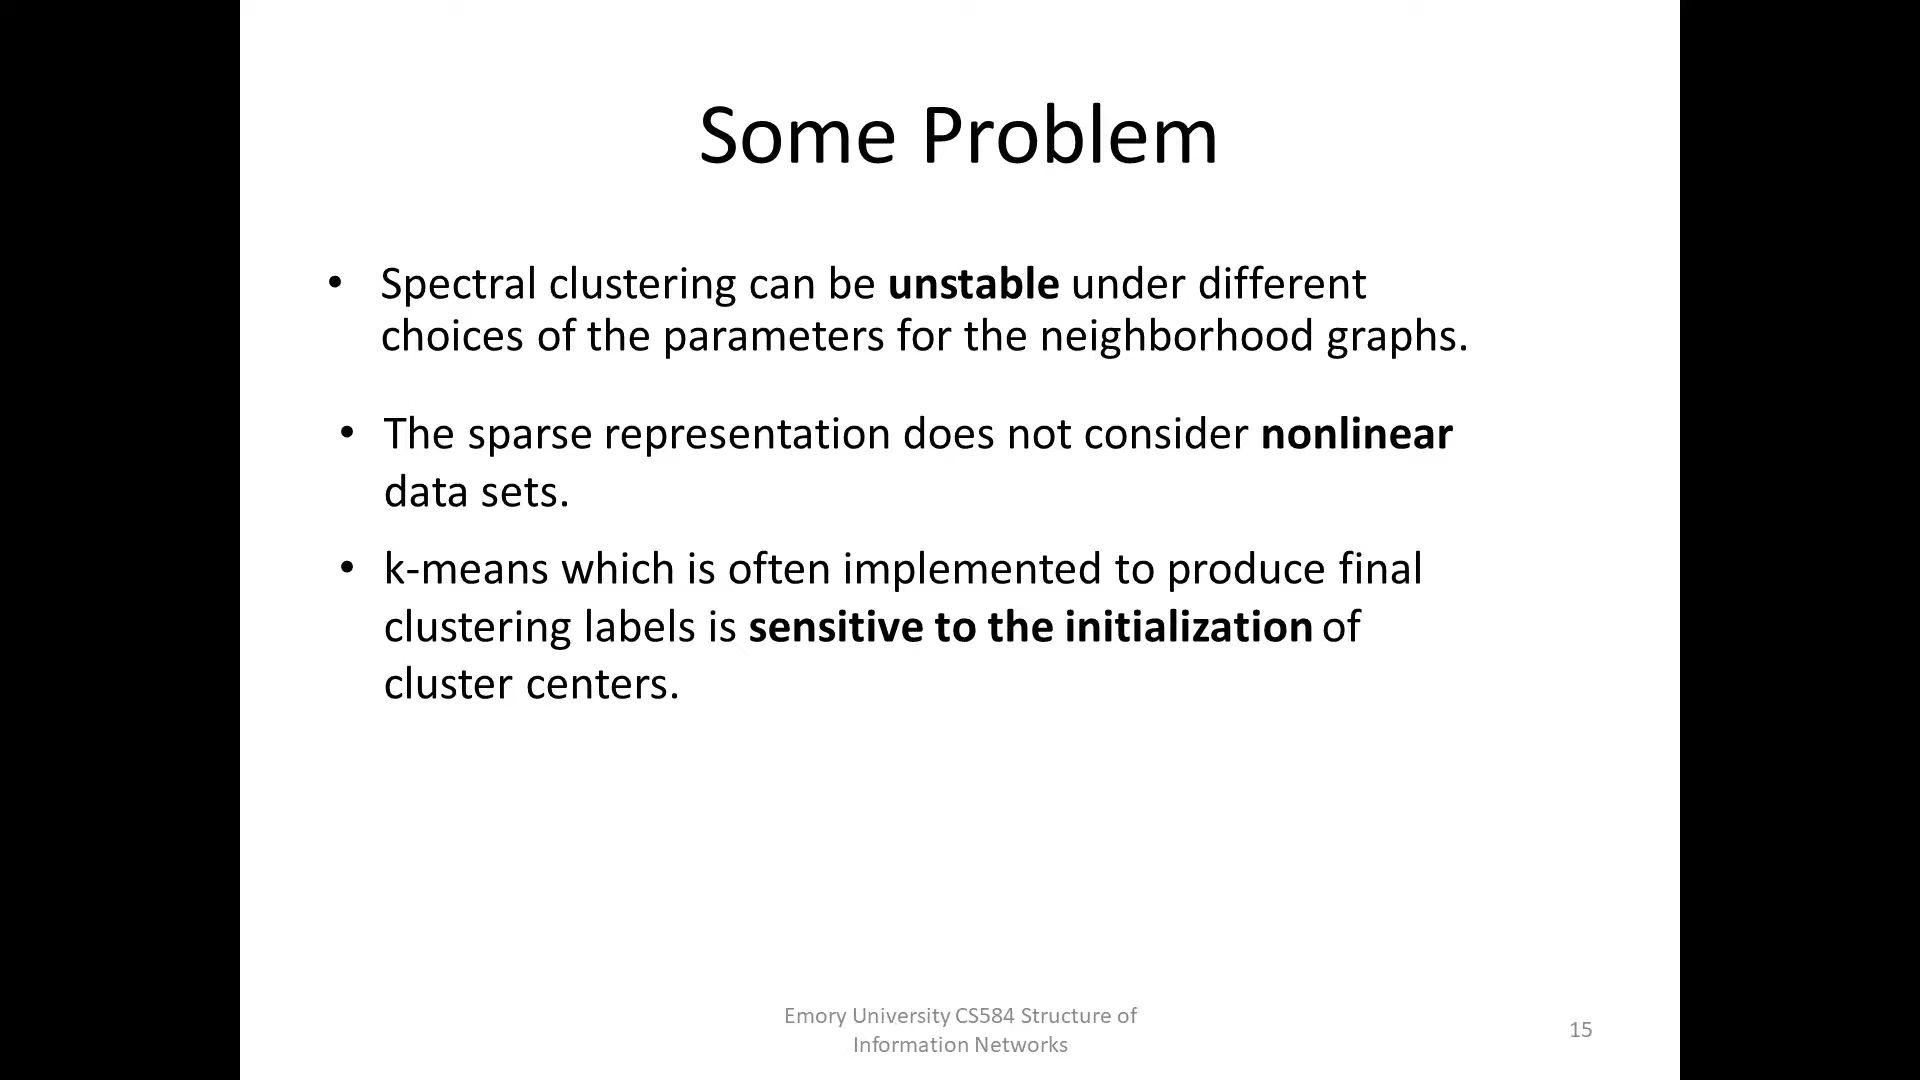 Some Problem
• Spectral clustering can be unstable under different
choices of the parameters for the neighborhood graphs.
• The sparse representation does not consider nonlinear
data sets.
• k-means which is often implemented to produce final
clustering labels is sensitive to the initialization of
cluster centers.
Emory University CS584 Structure of
Information Networks
15